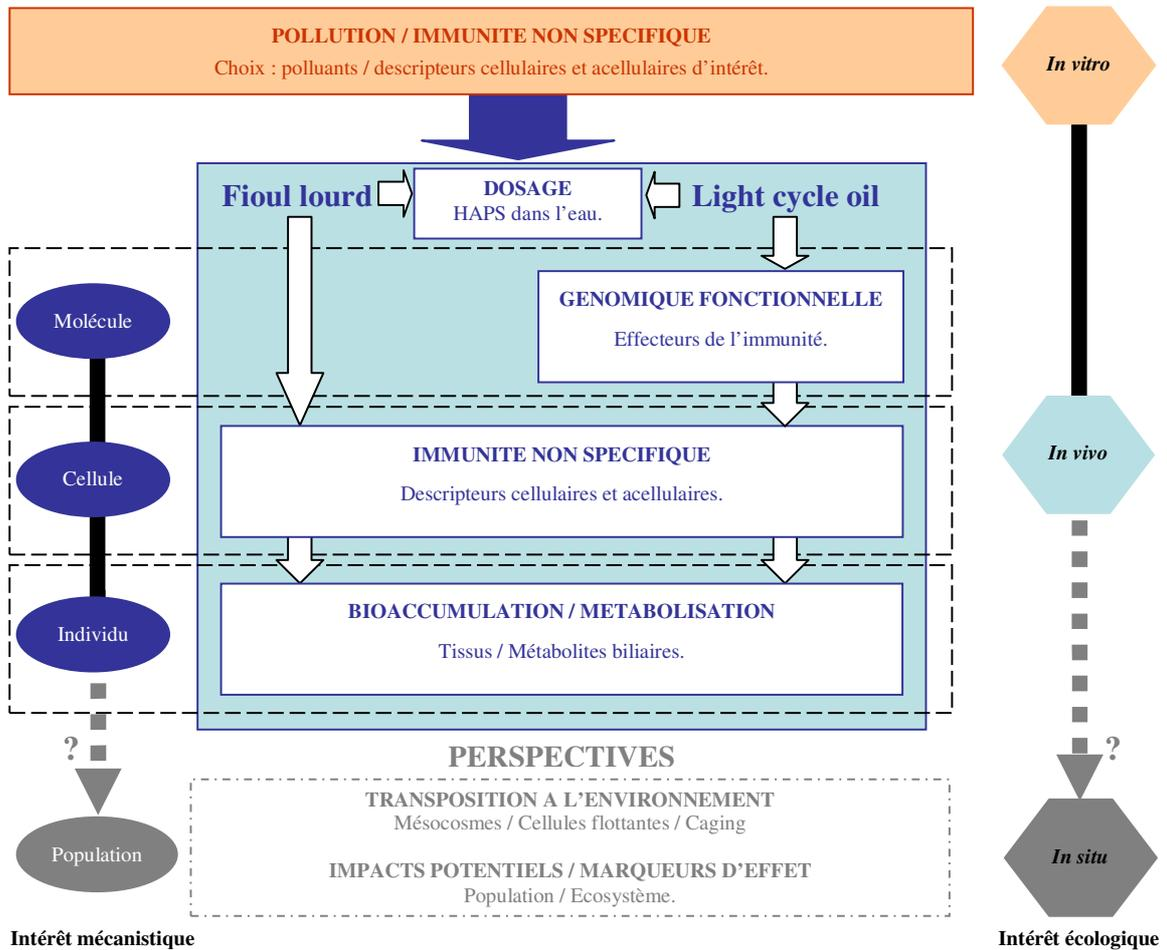 POLLUTION / IMMUNITE NON SPECIFIQUE
Choix : polluants / descripteurs cellulaires et acellulaires d’intérêt.
In vitro
Fioul lourd
DOSAGE
HAPS dans l’eau.
Light cycle oil
Molécule
GENOMIQUE FONCTIONNELLE
Effecteurs de l’immunité.
Cellule
IMMUNITE NON SPECIFIQUE
Descripteurs cellulaires et acellulaires.
In vivo
Individu
BIOACCUMULATION / METABOLISATION
Tissus / Métabolites biliaires.
?
?
PERSPECTIVES
TRANSPOSITION A L’ENVIRONNEMENT
Mésocosmes / Cellules flottantes / Caging
Population
IMPACTS POTENTIELS / MARQUEURS D’EFFET
Population / Ecosystème.
In situ
Intérêt mécanistique
Intérêt écologique